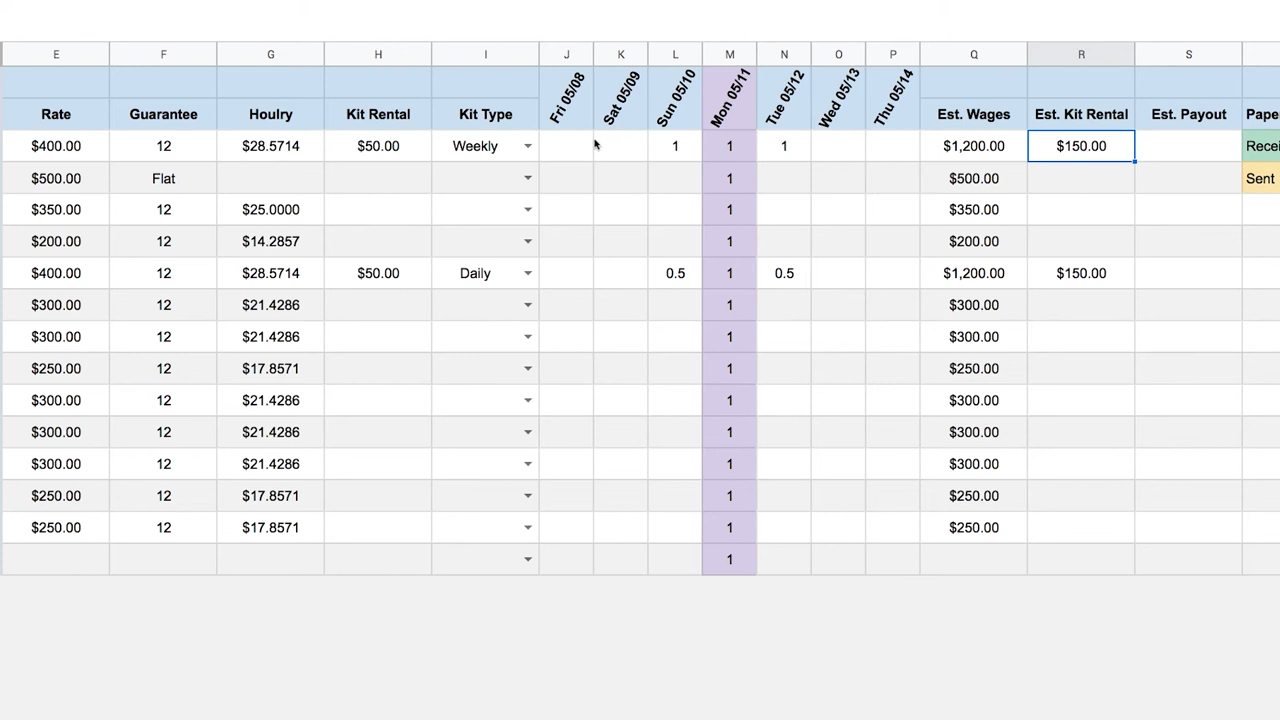 E F G H I J K L M N O P Q R S
Fri 05/08 Sat 05/09 Sun 05/10 Mon 05/11 Tue 05/12 Wed 05/13 Thu 05/14
Rate Guarantee Houlry Kit Rental Kit Type Est. Wages Est. Kit Rental Est. Payout Pape
$400.00 12 $28.5714 $50.00 Weekly 1 1 1 $1,200.00 $150.00 Recei
$500.00 Flat 1 $500.00 Sent
$350.00 12 $25.0000 1 $350.00
$200.00 12 $14.2857 1 $200.00
$400.00 12 $28.5714 $50.00 Daily 0.5 1 0.5 $1,200.00 $150.00
$300.00 12 $21.4286 1 $300.00
$300.00 12 $21.4286 1 $300.00
$250.00 12 $17.8571 1 $250.00
$300.00 12 $21.4286 1 $300.00
$300.00 12 $21.4286 1 $300.00
$300.00 12 $21.4286 1 $300.00
$250.00 12 $17.8571 1 $250.00
$250.00 12 $17.8571 1 $250.00
1